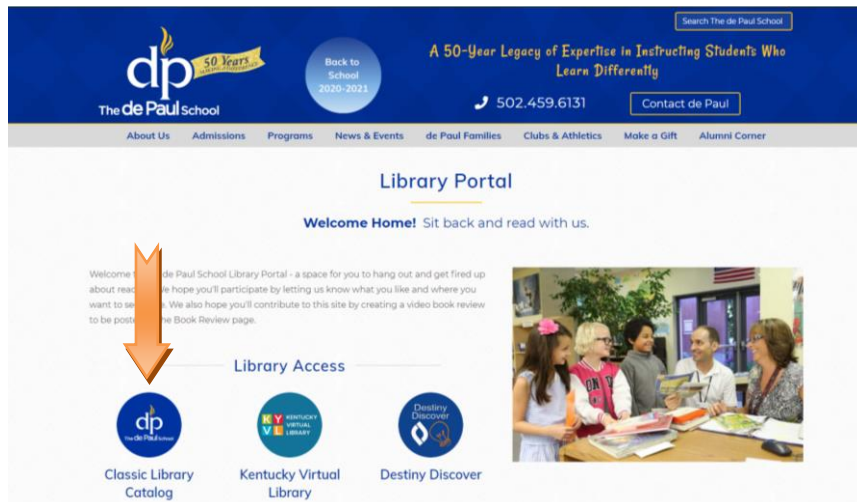 Search The de Paul School
dp
50 Years
The de Paul School
Back to
School
2020-2021
A 50-Year Legacy of Expertise in Instructing Students Who
Learn Differently
502.459.6131
Contact de Paul
About Us Admissions Programs News & Events de Paul Families Clubs & Athletics Make a Gift Alumni Corner
Library Portal
Welcome Home! Sit back and read with us.
Welcome de Paul School Library Portal - a space for you to hang out and get fired up
about hope you'll participate by letting us know what you like and where you
want to We also hope you'll contribute to this site by creating a video book review
to be Book Review page.
Library Access
dp
The de Paul School
KY VL KENTUCKY VIRTUAL LIBRARY
Destiny
Discover
Classic Library
Catalog
Kentucky Virtual
Library
Destiny Discover